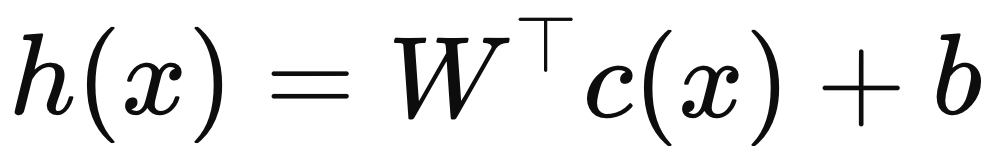 h(x) = W^⊤ c(x) + b